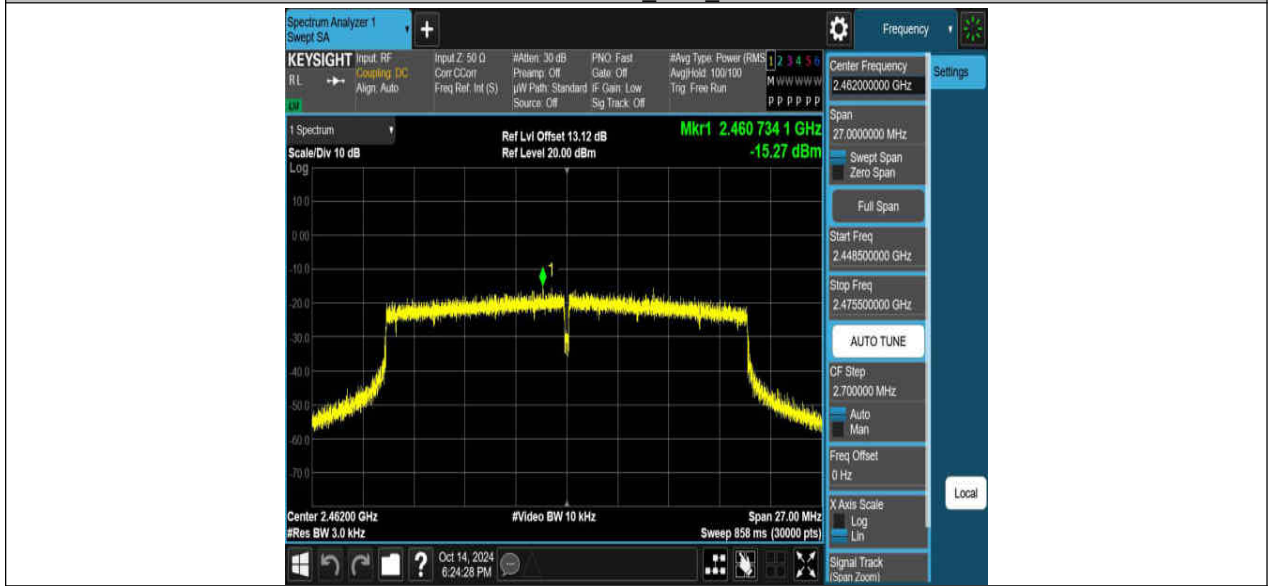 Spectrum Analyzer 1
Swept SA
+
Frequency
KEYSIGHT
RL
Input: RF
Coupling: DC
Align: Auto
Input Z: 50 Ω
Corr CCorr
Freq Ref: Int (S)
#Atten: 30 dB
Preamp: Off
µW Path: Standard
Source: Off
PNO: Fast
Gate: Off
IF Gain: Low
Sig Track: Off
#Avg Type: Power (RMS
Avg|Hold: 100/100
Trig: Free Run
1 2 3 4 5 6
M W W W W W
P P P P P P
1 Spectrum
Scale/Div 10 dB
Log
Ref Lvl Offset 13.12 dB
Ref Level 20.00 dBm
Mkr1 2.460 734 1 GHz
-15.27 dBm
1
10.0
0.00
-10.0
-20.0
-30.0
-40.0
-50.0
-60.0
-70.0
Center 2.46200 GHz
#Res BW 3.0 kHz
#Video BW 10 kHz
Span 27.00 MHz
Sweep 858 ms (30000 pts)
Center Frequency
2.462000000 GHz
Span
27.0000000 MHz
Swept Span
Zero Span
Full Span
Start Freq
2.448500000 GHz
Stop Freq
2.475500000 GHz
AUTO TUNE
CF Step
2.700000 MHz
Auto
Man
Freq Offset
0 Hz
X Axis Scale
Log
Lin
Signal Track
(Span Zoom)
Settings
Local
?
Oct 14, 2024
6:24:28 PM